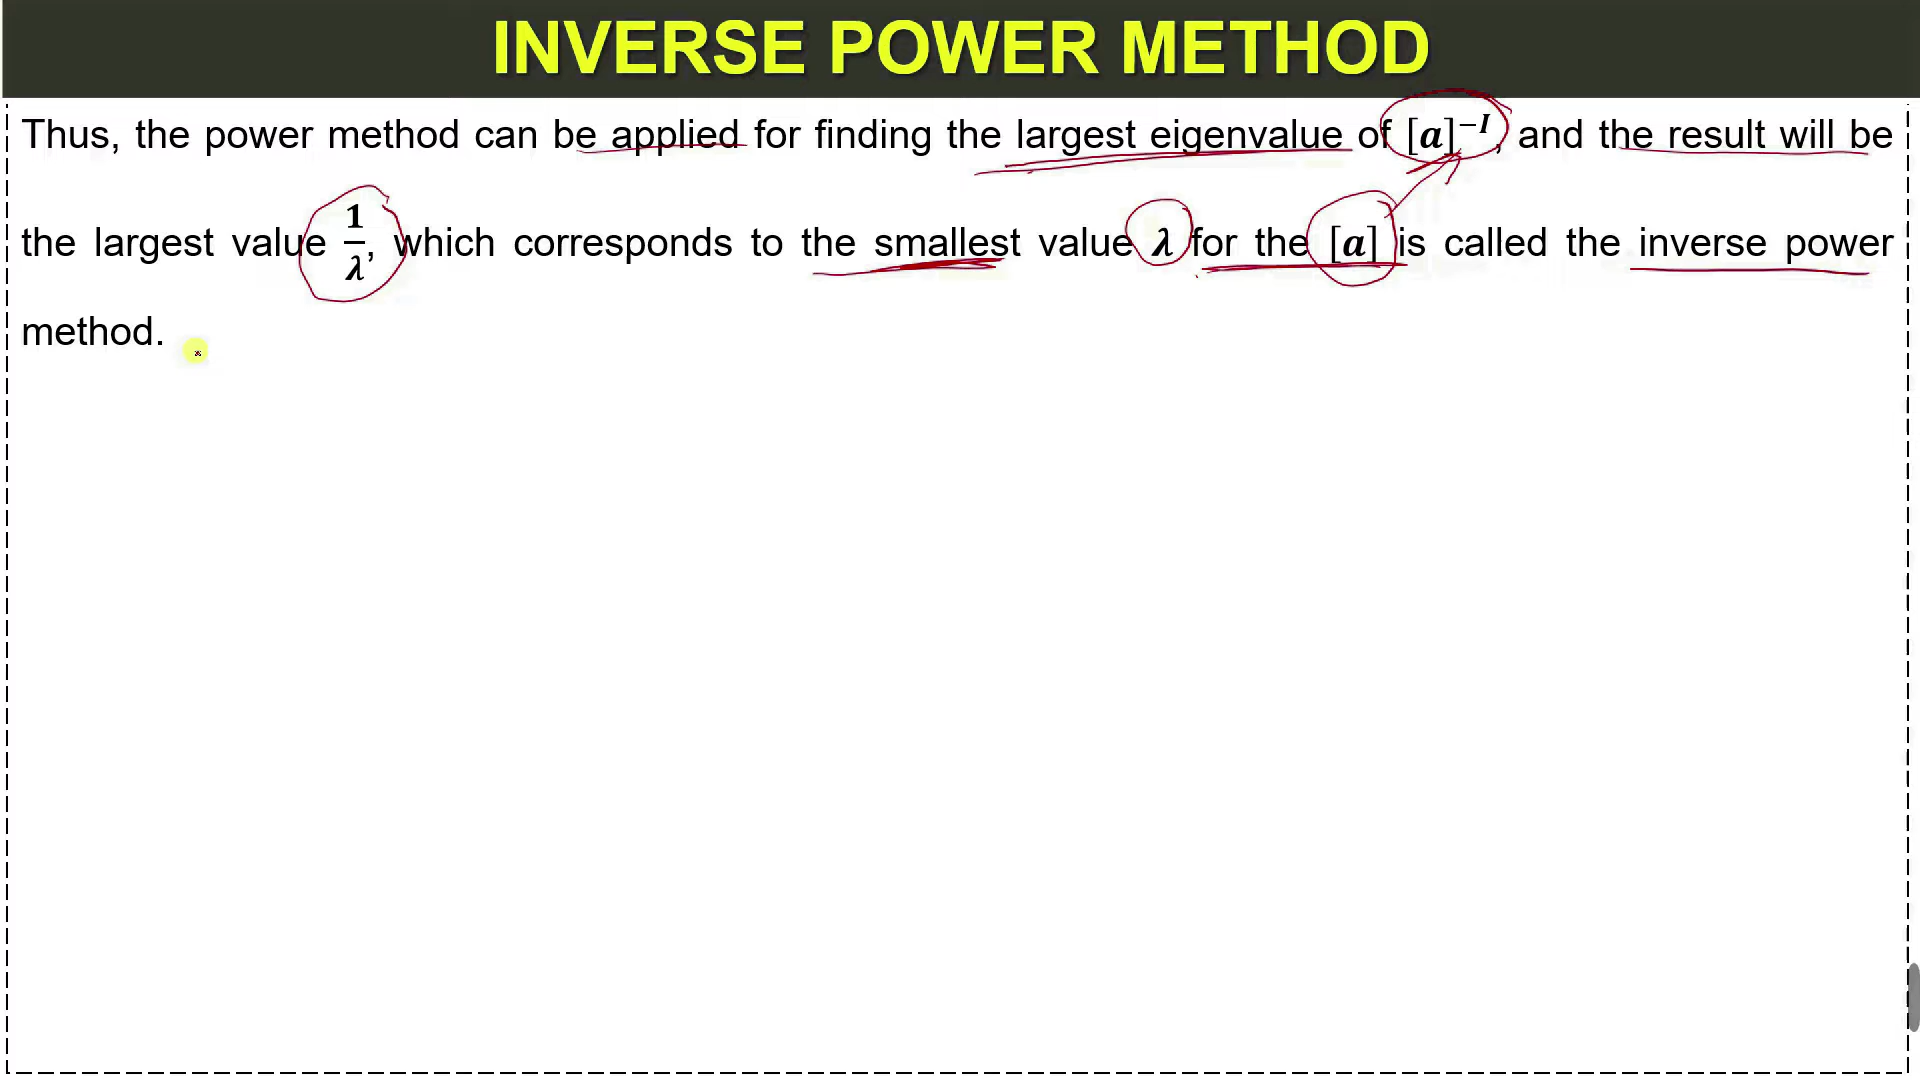 INVERSE POWER METHOD
Thus, the power method can be applied for finding the largest eigenvalue of [a]⁻ᴵ, and the result will be
the largest value 1/λ, which corresponds to the smallest value λ for the [a] is called the inverse power
method.